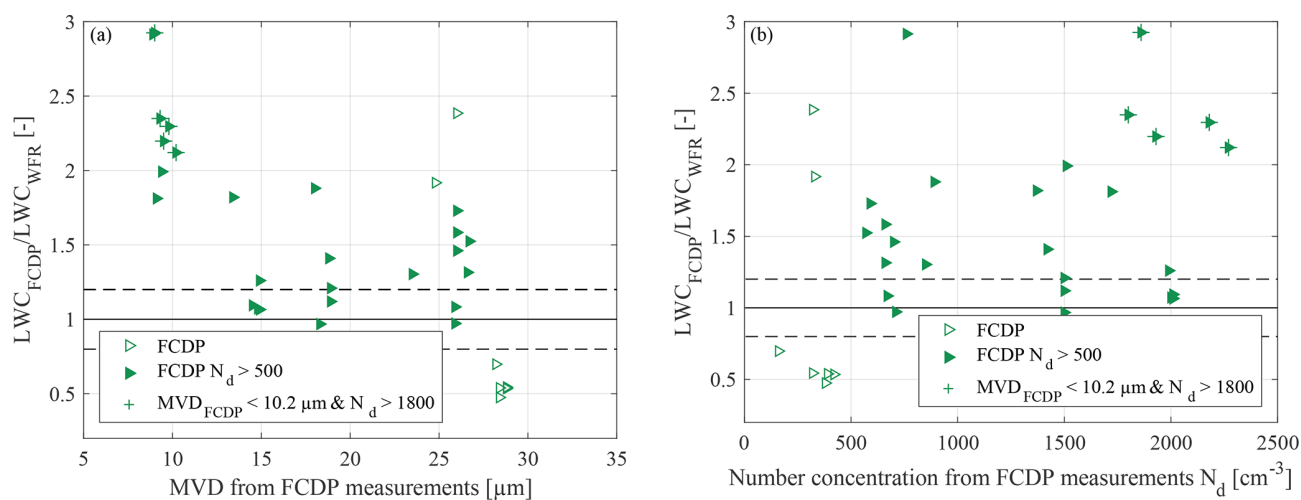 (a)
3
2.5
2
1.5
1
0.5
LWC_FCDP/LWC_WFR [-]
FCDP
FCDP N_d > 500
MVD_FCDP < 10.2 µm & N_d > 1800
5 10 15 20 25 30 35
MVD from FCDP measurements [µm]
(b)
3
2.5
2
1.5
1
0.5
LWC_FCDP/LWC_WFR [-]
FCDP
FCDP N_d > 500
MVD_FCDP < 10.2 µm & N_d > 1800
0 500 1000 1500 2000 2500
Number concentration from FCDP measurements N_d [cm⁻³]